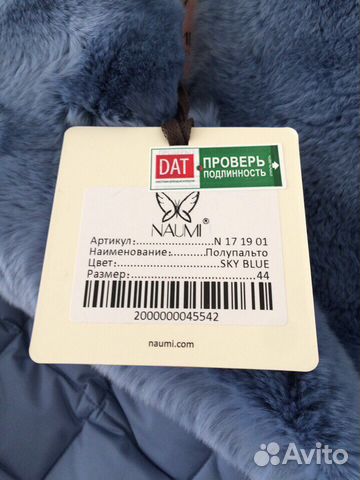 DAT
ПРОВЕРЬ
ПОДЛИННОСТЬ
NAUMI®
Артикул:.................N 17 19 01
Наименование:.........Полупальто
Цвет:..........................SKY BLUE
Размер:...............................44
2000000045542
naumi.com
Avito